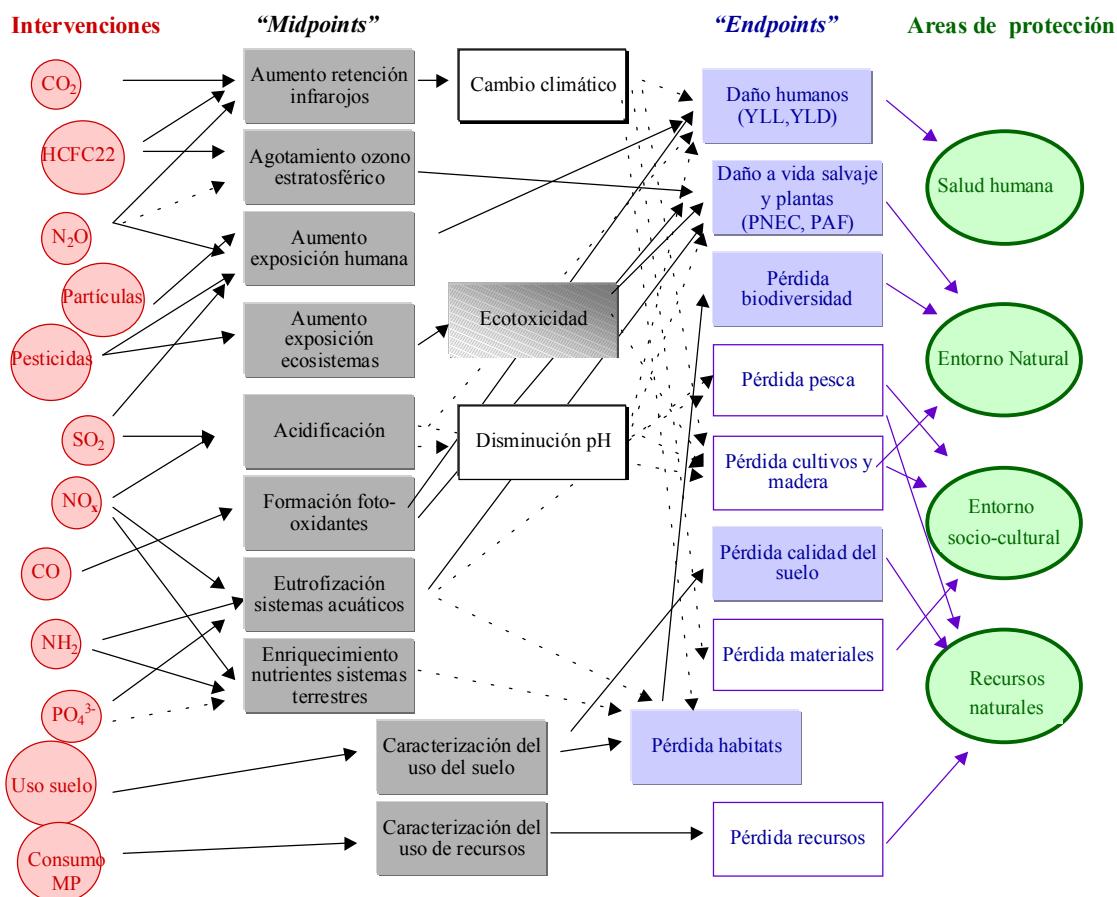 Intervenciones
“Midpoints”
“Endpoints”
Areas de protección
CO₂
HCFC22
N₂O
Partículas
Pesticidas
SO₂
NOₓ
CO
NH₂
PO₄³⁻
Uso suelo
Consumo
MP
Aumento retención
infrarojos
Agotamiento ozono
estratosférico
Aumento
exposición humana
Aumento
exposición
ecosistemas
Acidificación
Formación foto-
oxidantes
Eutrofización
sistemas acuáticos
Enriquecimiento
nutrientes sistemas
terrestres
Caracterización del
uso del suelo
Caracterización del
uso de recursos
Cambio climático
Ecotoxicidad
Disminución pH
Daño humanos
(YLL,YLD)
Daño a vida salvaje
y plantas
(PNEC, PAF)
Pérdida
biodiversidad
Pérdida pesca
Pérdida cultivos y
madera
Pérdida calidad del
suelo
Pérdida materiales
Pérdida habitats
Pérdida recursos
Salud humana
Entorno Natural
Entorno
socio-cultural
Recursos
naturales